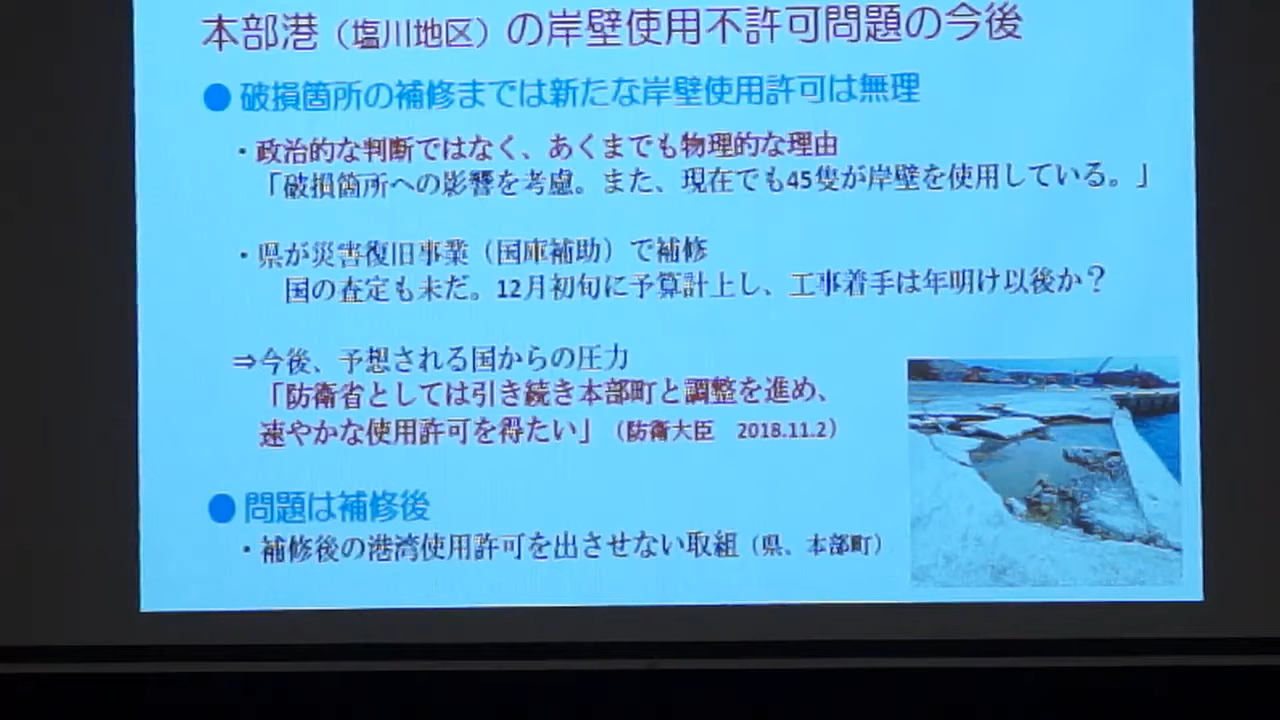 本部港（塩川地区）の岸壁使用不許可問題の今後
● 破損箇所の補修までは新たな岸壁使用許可は無理
・政治的な判断ではなく、あくまでも物理的な理由
「破損箇所への影響を考慮。また、現在でも45隻が岸壁を使用している。」
・県が災害復旧事業（国庫補助）で補修
国の査定も未だ。12月初旬に予算計上し、工事着手は年明け以後か？
⇒今後、予想される国からの圧力
「防衛省としては引き続き本部町と調整を進め、
速やかな使用許可を得たい」（防衛大臣　2018.11.2）
● 問題は補修後
・補修後の港湾使用許可を出させない取組（県、本部町）